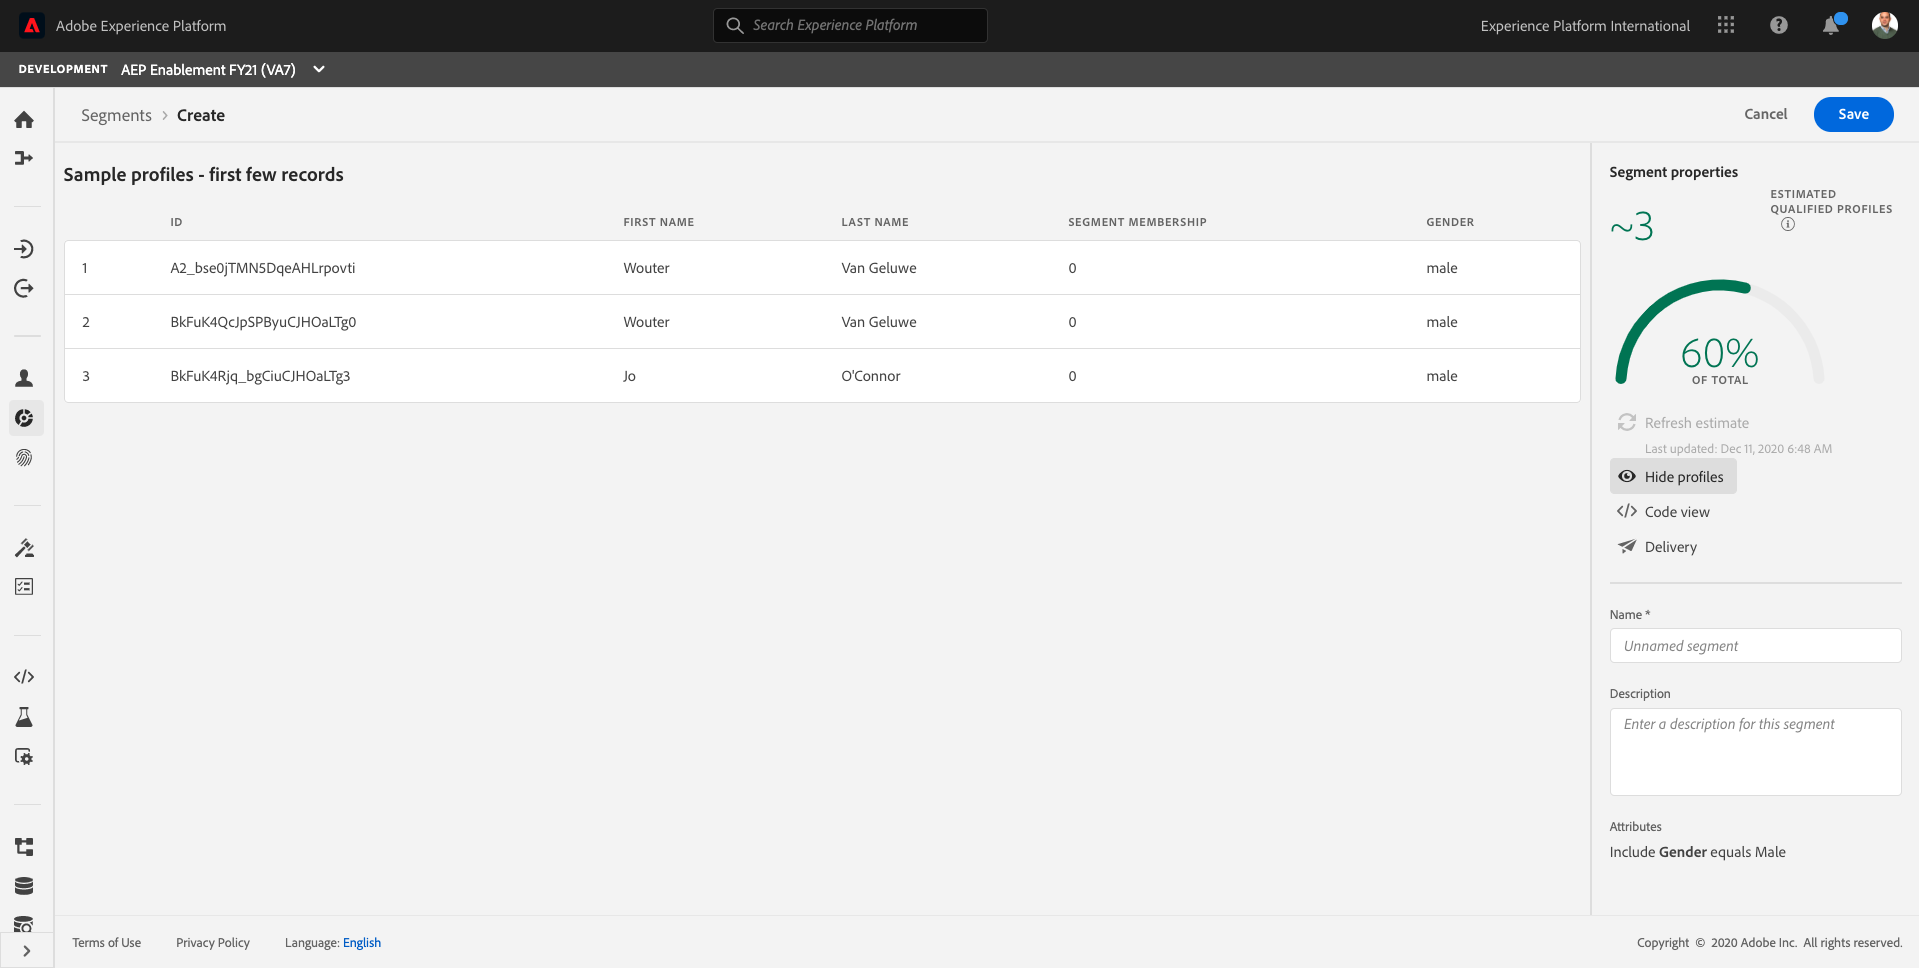 Adobe Experience Platform
Search Experience Platform
Experience Platform International
DEVELOPMENT AEP Enablement FY21 (VA7)
Segments > Create
Cancel
Save
Sample profiles - first few records
ID FIRST NAME LAST NAME SEGMENT MEMBERSHIP GENDER
1 A2_bse0jTMN5DqeAHLrpovti Wouter Van Geluwe 0 male
2 BkFuK4QcJpSPByuCJHOaLTg0 Wouter Van Geluwe 0 male
3 BkFuK4Rjq_bgCiuCJHOaLTg3 Jo O'Connor 0 male
Segment properties
~3
ESTIMATED
QUALIFIED PROFILES
60%
OF TOTAL
Refresh estimate
Last updated: Dec 11, 2020 6:48 AM
Hide profiles
Code view
Delivery
Name *
Unnamed segment
Description
Enter a description for this segment
Attributes
Include Gender equals Male
Terms of Use Privacy Policy Language: English
Copyright © 2020 Adobe Inc. All rights reserved.